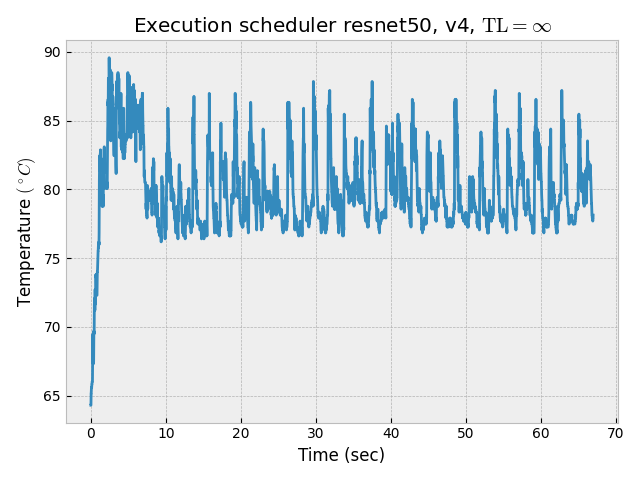 Execution scheduler resnet50, v4, TL = ∞
Temperature (°C)
90
85
80
75
70
65
0 10 20 30 40 50 60 70
Time (sec)